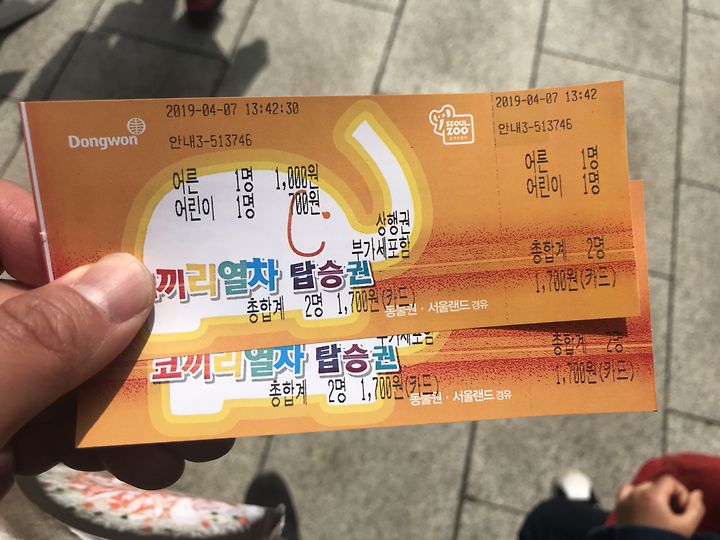 2019-04-07 13:42:30
2019-04-07 13:42
Dongwon
안내3-513746
SEOUL ZOO
안내3-513746
어른 1명 1,000원
어린이 1명 700원
어른 1명
어린이 1명
상행권
부가세포함
코끼리열차 탑승권
총합계 2명 1,700원(카드)
동물원 · 서울랜드 경유
총합계 2명
1,700원(카드)
부가세포함
코끼리열차 탑승권
총합계 2명 1,700원(카드)
동물원 · 서울랜드 경유
총합계 2명
1,700원(카드)